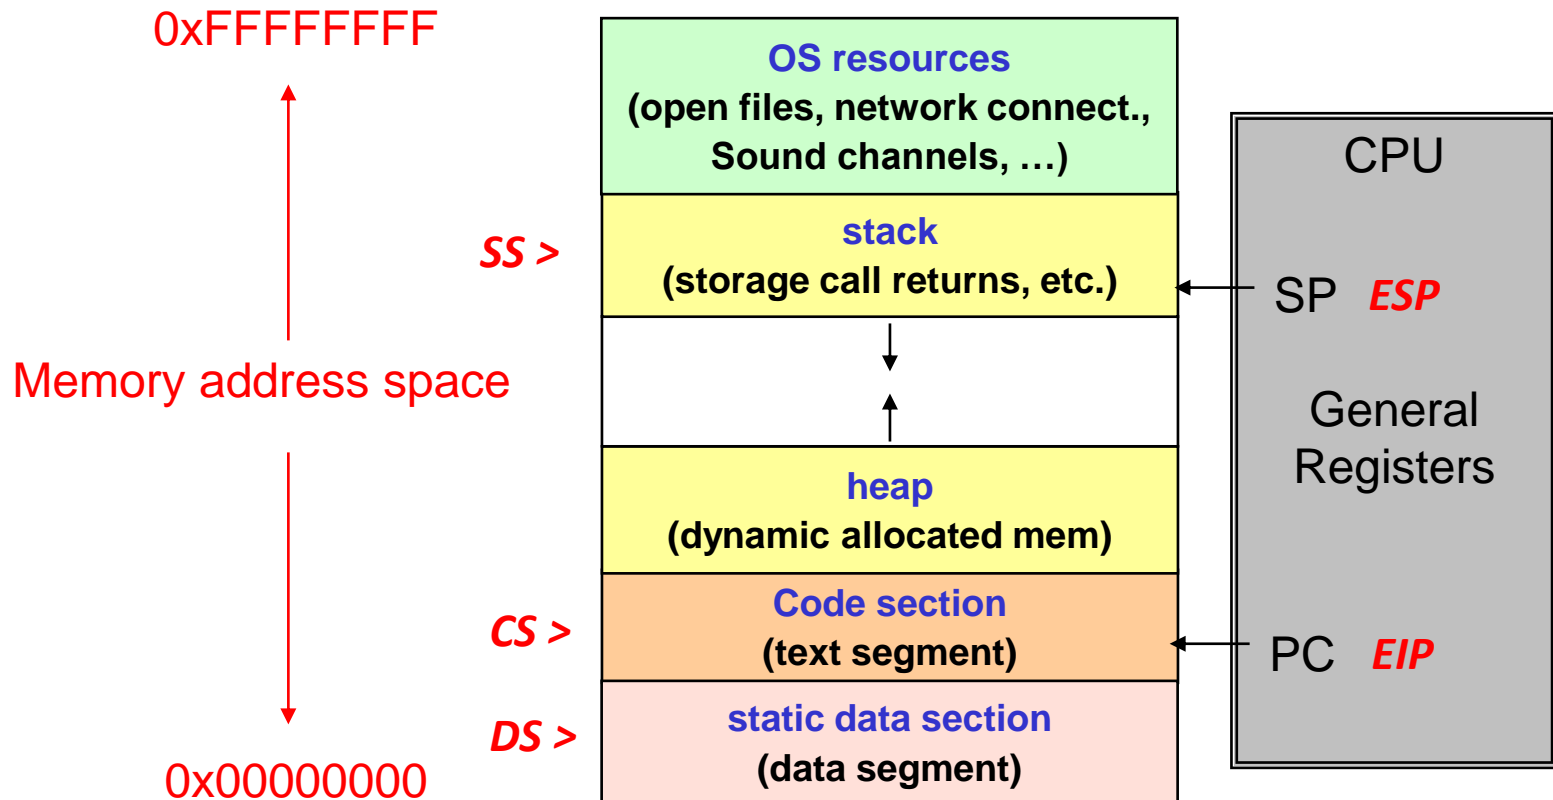 0xFFFFFFFF
OS resources
(open files, network connect.,
Sound channels, …)
CPU
SS >
stack
(storage call returns, etc.)
SP ESP
Memory address space
General
Registers
heap
(dynamic allocated mem)
CS >
Code section
(text segment)
PC EIP
DS >
static data section
(data segment)
0x00000000